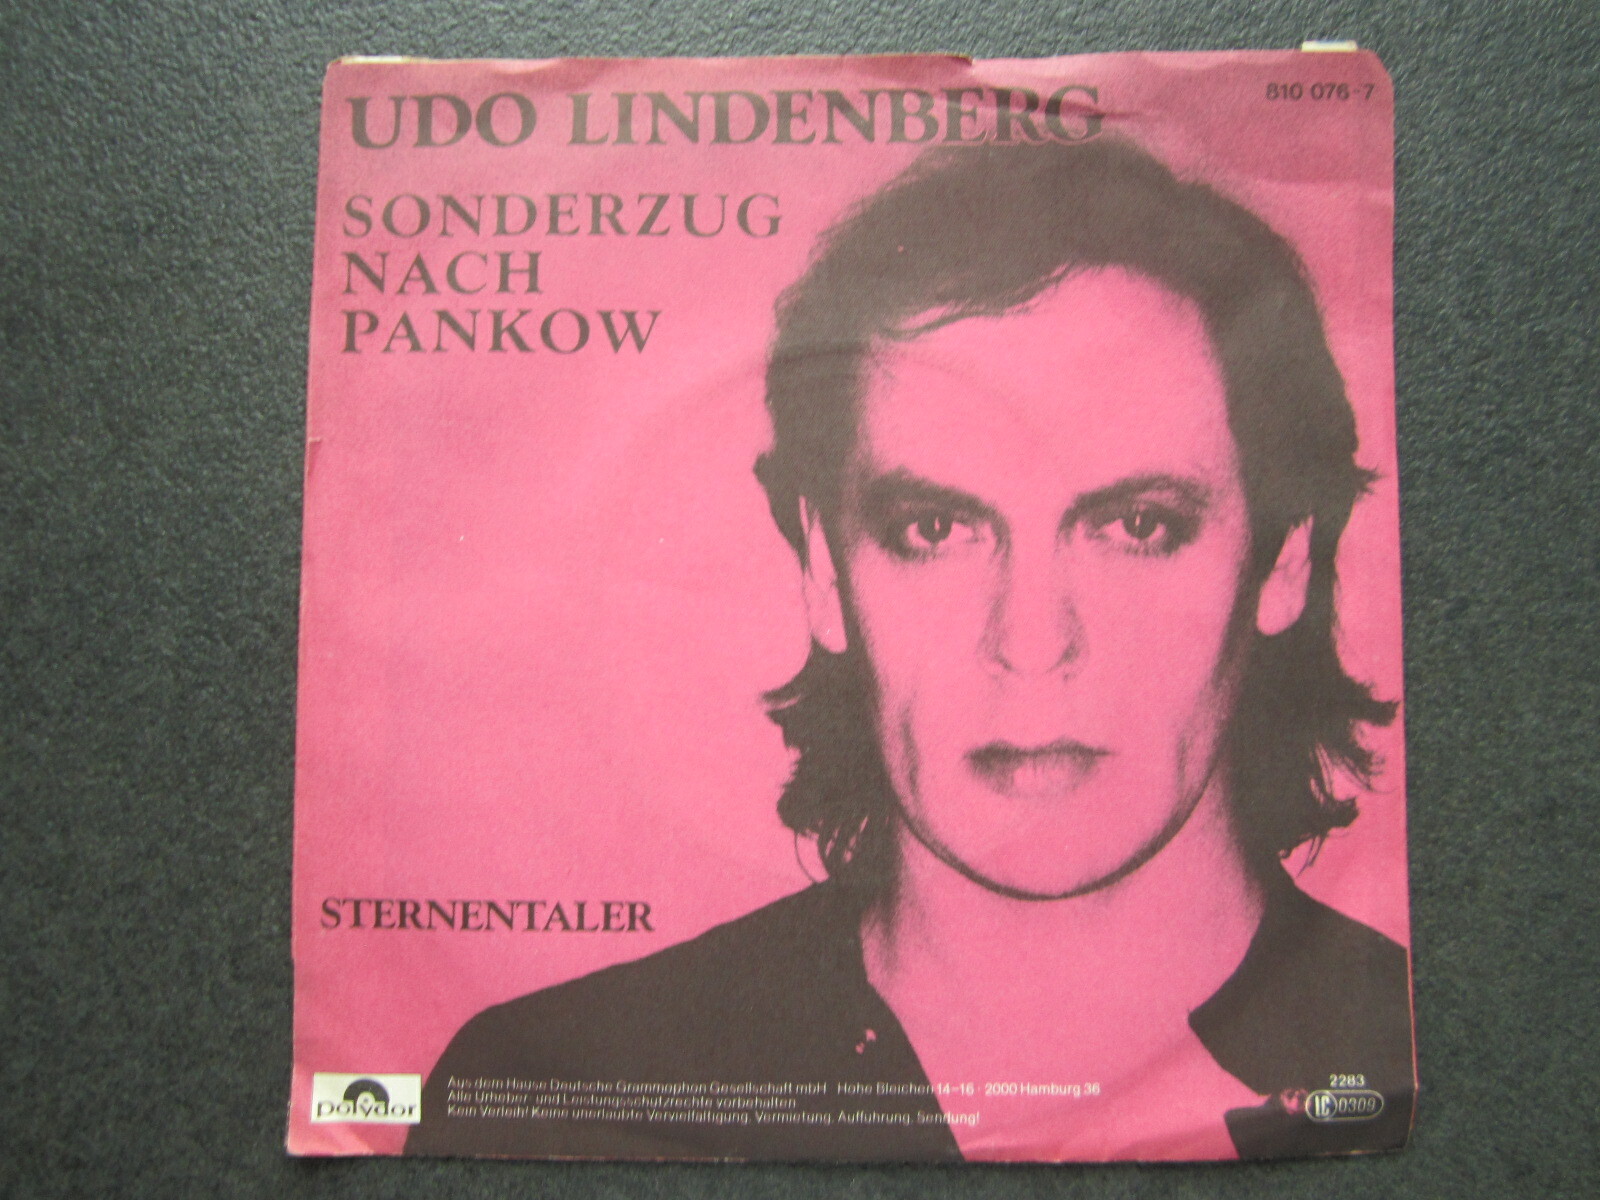 UDO LINDENBERG
810 076-7
SONDERZUG
NACH
PANKOW
STERNENTALER
polydor
Aus dem Hause Deutsche Grammophon Gesellschaft mbH Hohe Bleichen 14-16 · 2000 Hamburg 36
Alle Urheber- und Leistungsschutzrechte vorbehalten
Kein Verleih! Keine unerlaubte Vervielfältigung, Vermietung, Aufführung, Sendung!
2283
LC 0309